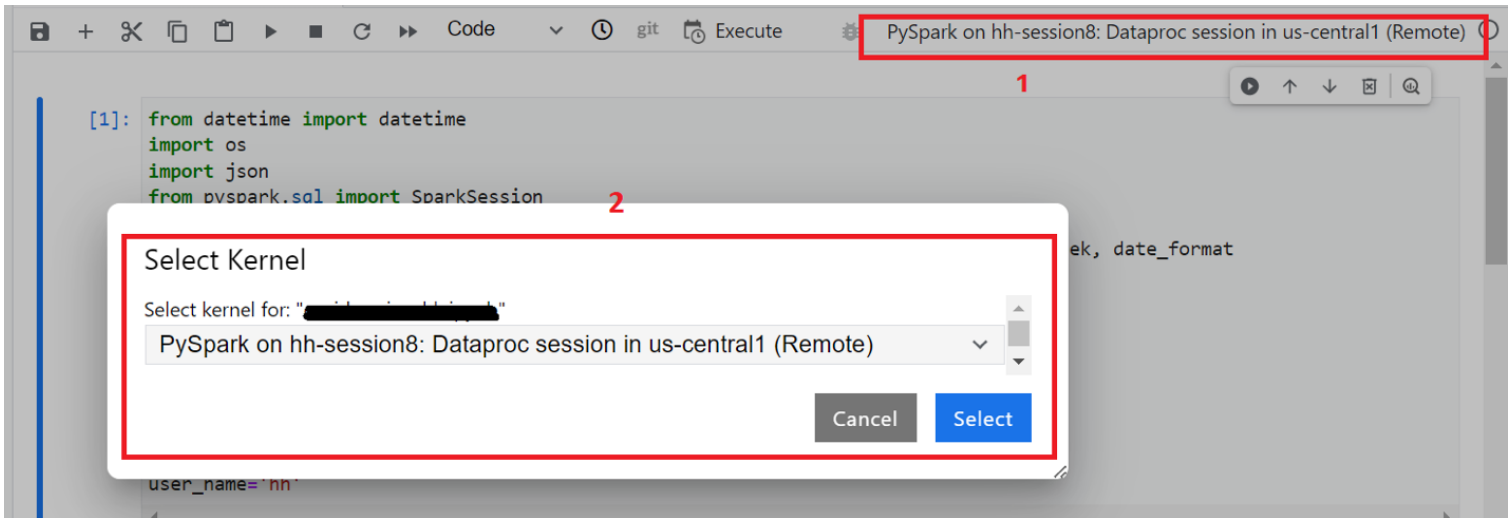 Code
git
Execute
PySpark on hh-session8: Dataproc session in us-central1 (Remote)
1
[1]:
from datetime import datetime
import os
import json
from pyspark.sql import SparkSession
2
ek, date_format
Select Kernel
Select kernel for: "
"
PySpark on hh-session8: Dataproc session in us-central1 (Remote)
Cancel
Select
user_name='hh'